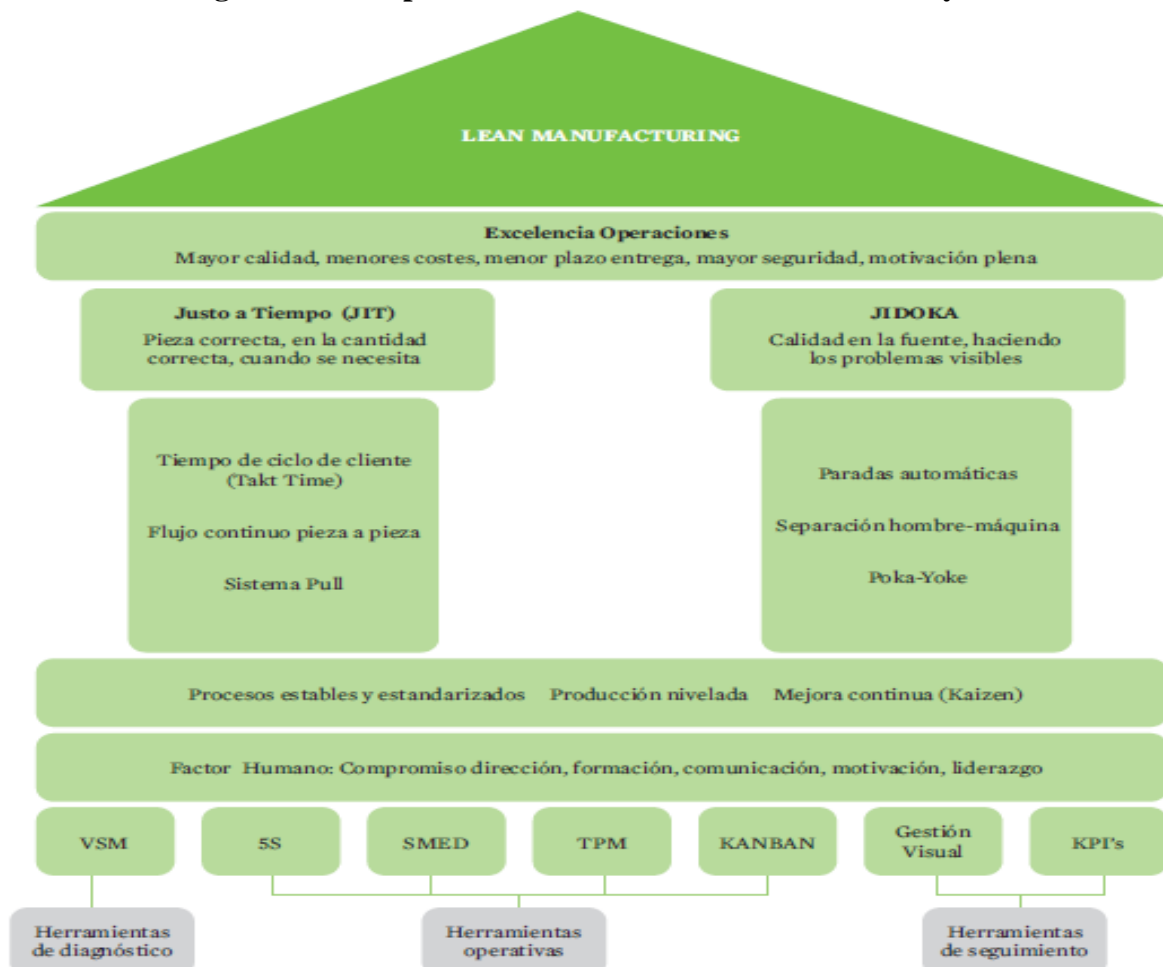 LEAN MANUFACTURING
Excelencia Operaciones
Mayor calidad, menores costes, menor plazo entrega, mayor seguridad, motivación plena
Justo a Tiempo (JIT)
Pieza correcta, en la cantidad
correcta, cuando se necesita
JIDOKA
Calidad en la fuente, haciendo
los problemas visibles
Tiempo de ciclo de cliente
(Takt Time)
Flujo continuo pieza a pieza
Sistema Pull
Paradas automáticas
Separación hombre-máquina
Poka-Yoke
Procesos estables y estandarizados Producción nivelada Mejora continua (Kaizen)
Factor Humano: Compromiso dirección, formación, comunicación, motivación, liderazgo
VSM
5S
SMED
TPM
KANBAN
Gestión
Visual
KPI's
Herramientas
de diagnóstico
Herramientas
operativas
Herramientas
de seguimiento